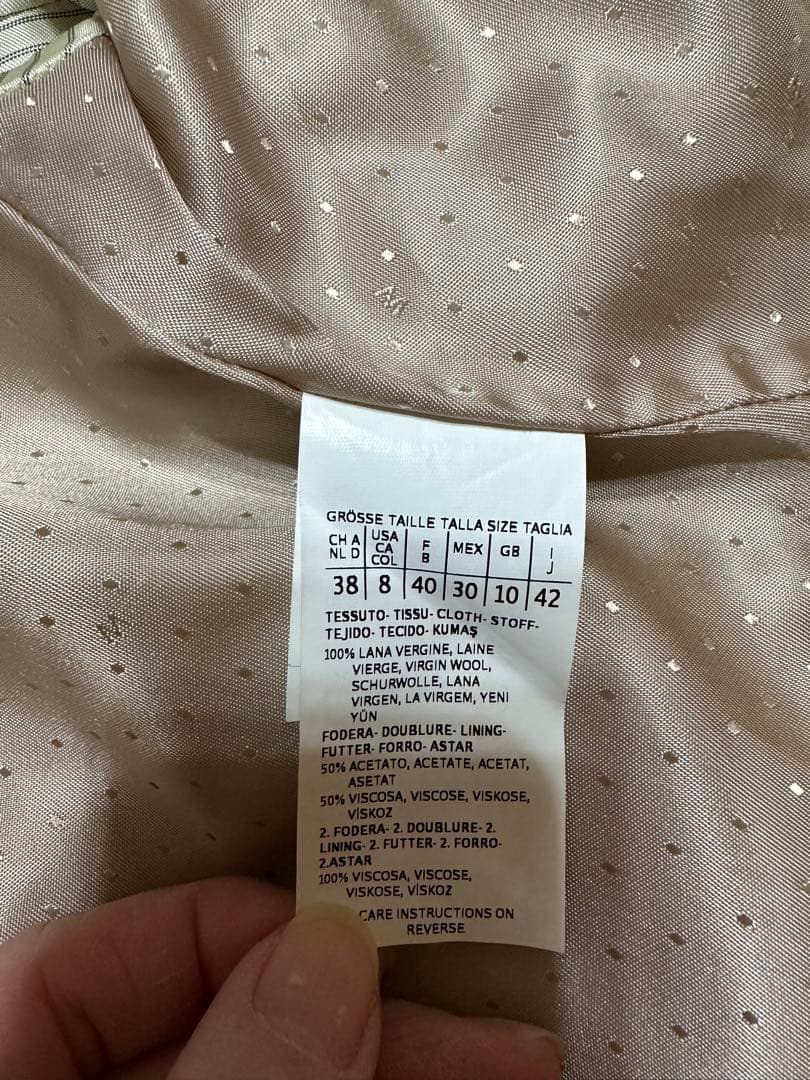 GRÖSSE TAILLE TALLA SIZE TAGLIA
CH A NL D | USA CA COL | F B | MEX | GB | I J
38 | 8 | 40 | 30 | 10 | 42
TESSUTO- TISSU- CLOTH- STOFF-
TEJIDO- TECIDO- KUMAŞ
100% LANA VERGINE, LAINE
VIERGE, VIRGIN WOOL,
SCHURWOLLE, LANA
VIRGEN, LA VIRGEM, YENI
YÜN
FODERA- DOUBLURE- LINING-
FUTTER- FORRO- ASTAR
50% ACETATO, ACETATE, ACETAT,
ASETAT
50% VISCOSA, VISCOSE, VISKOSE,
VİSKOZ
2. FODERA- 2. DOUBLURE- 2.
LINING- 2. FUTTER- 2. FORRO-
2.ASTAR
100% VISCOSA, VISCOSE,
VISKOSE, VİSKOZ
CARE INSTRUCTIONS ON
REVERSE